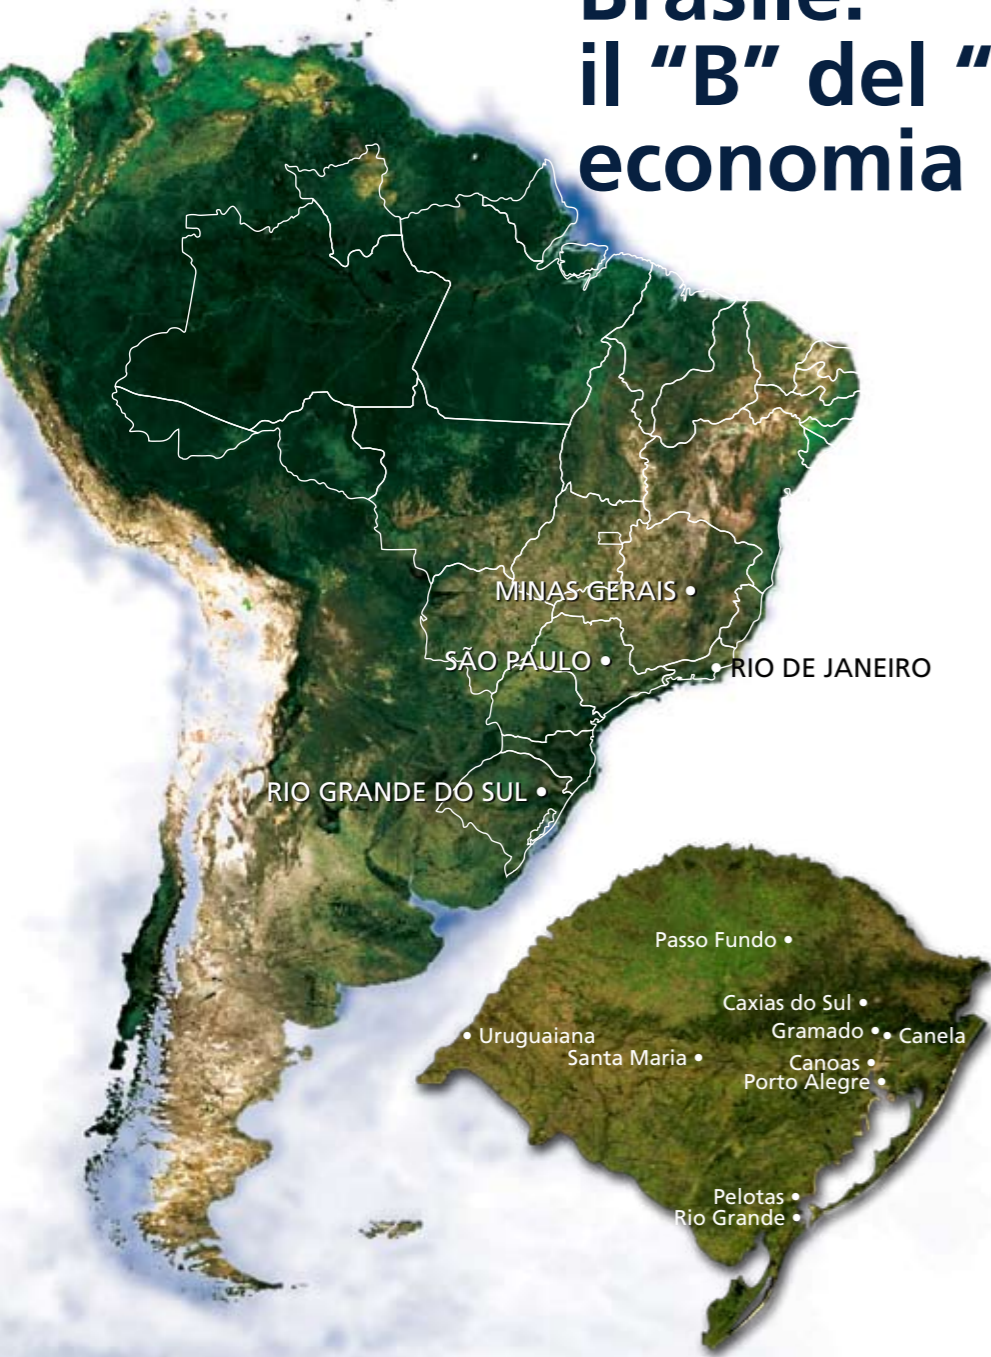 Brasile:
il “B” del “
economia
MINAS GERAIS
SÃO PAULO
RIO DE JANEIRO
RIO GRANDE DO SUL
Passo Fundo
Caxias do Sul
Gramado
Canela
Uruguaiana
Santa Maria
Canoas
Porto Alegre
Pelotas
Rio Grande